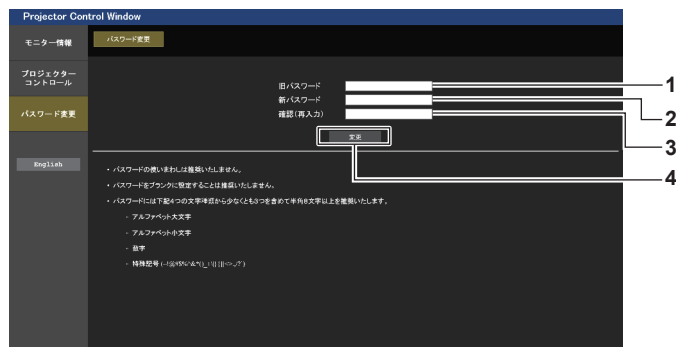 Projector Control Window
モニター情報
パスワード変更
プロジェクター
コントロール
パスワード変更
English
旧パスワード
新パスワード
確認(再入力)
変更
1
2
3
4
・パスワードの使いまわしは推奨いたしません。
・パスワードをブランクに設定することは推奨いたしません。
・パスワードには下記4つの文字種類から少なくとも3つを含めて半角8文字以上を推奨いたします。
- アルファベット大文字
- アルファベット小文字
- 数字
- 特殊記号